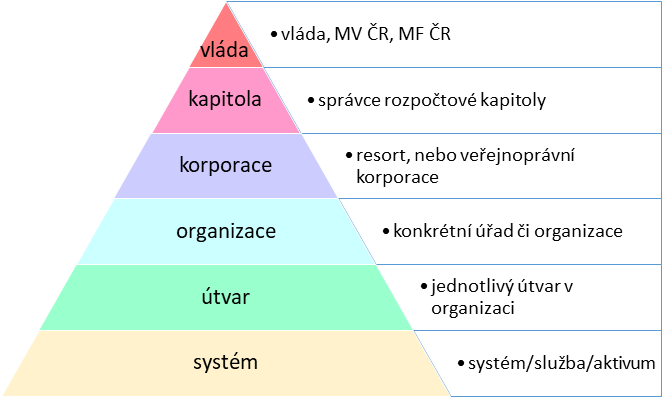 vláda
• vláda, MV ČR, MF ČR
kapitola
• správce rozpočtové kapitoly
korporace
• resort, nebo veřejnoprávní
korporace
organizace
• konkrétní úřad či organizace
útvar
• jednotlivý útvar v
organizaci
systém
• systém/služba/aktivum